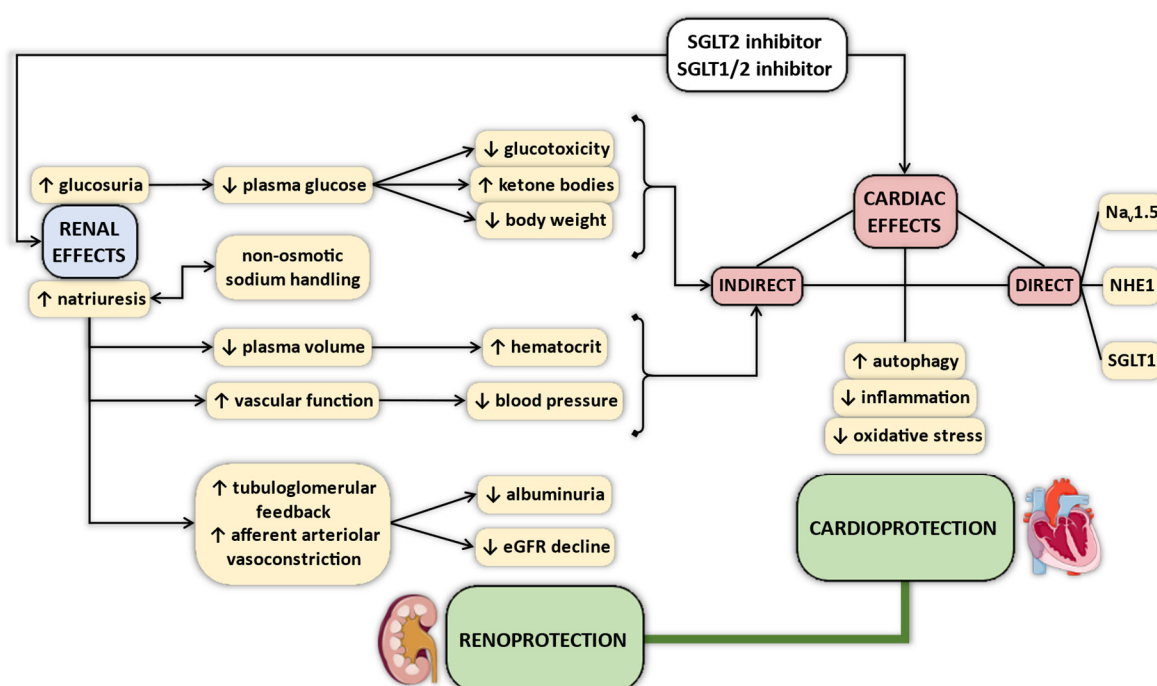 SGLT2 inhibitor
SGLT1/2 inhibitor
↑ glucosuria
↓ plasma glucose
↓ glucotoxicity
↑ ketone bodies
↓ body weight
RENAL
EFFECTS
non-osmotic
sodium handling
↑ natriuresis
↓ plasma volume
↑ hematocrit
↑ vascular function
↓ blood pressure
↑ tubuloglomerular
feedback
↑ afferent arteriolar
vasoconstriction
↓ albuminuria
↓ eGFR decline
CARDIAC
EFFECTS
INDIRECT
DIRECT
Naᵥ1.5
NHE1
SGLT1
↑ autophagy
↓ inflammation
↓ oxidative stress
CARDIOPROTECTION
RENOPROTECTION